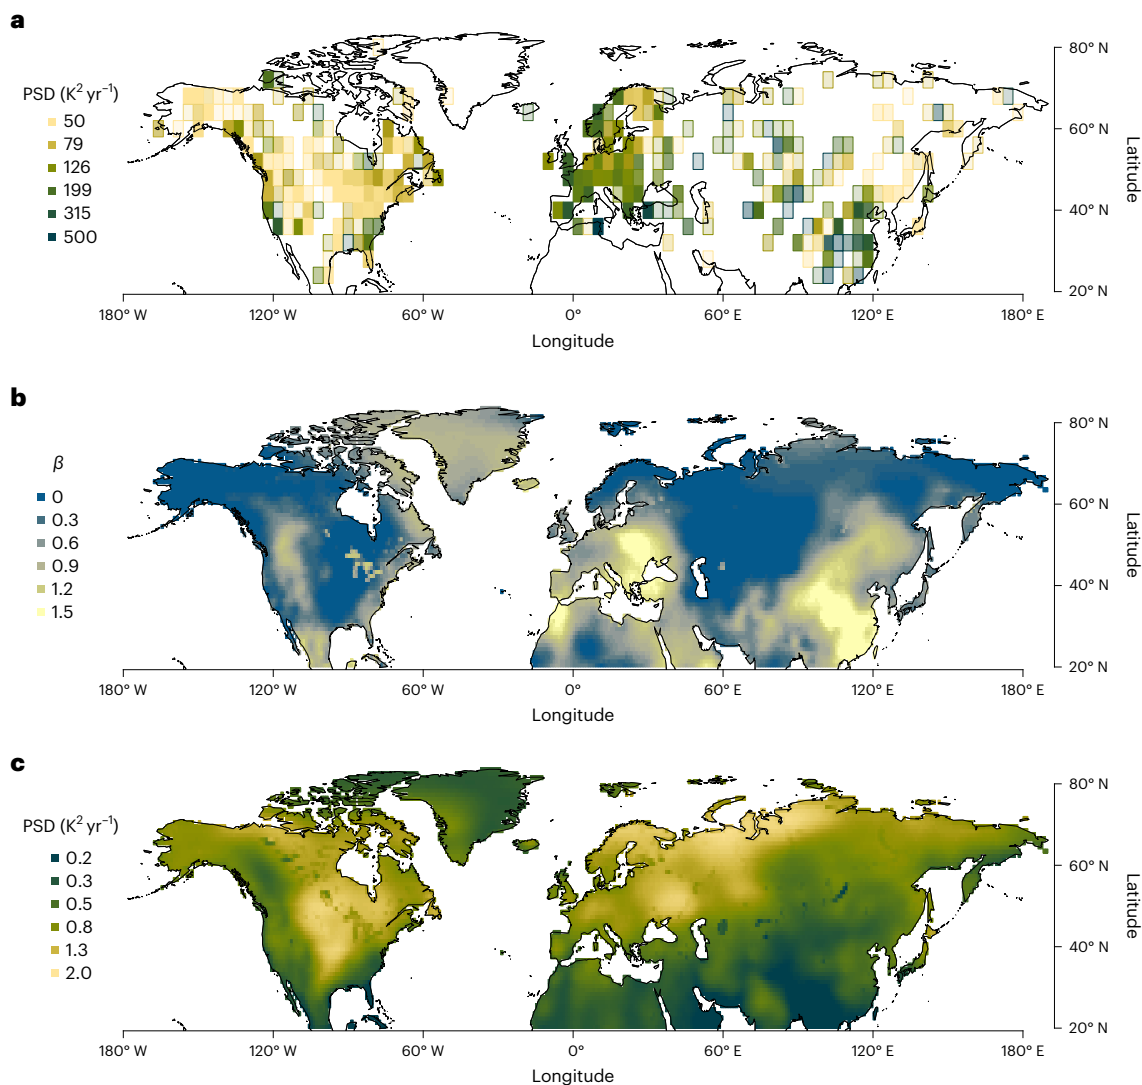 a
PSD (K² yr⁻¹)
50
79
126
199
315
500
80° N
60° N
40° N
20° N
Latitude
180° W
120° W
60° W
0°
60° E
120° E
180° E
Longitude
b
β
0
0.3
0.6
0.9
1.2
1.5
80° N
60° N
40° N
20° N
Latitude
180° W
120° W
60° W
0°
60° E
120° E
180° E
Longitude
c
PSD (K² yr⁻¹)
0.2
0.3
0.5
0.8
1.3
2.0
80° N
60° N
40° N
20° N
Latitude
180° W
120° W
60° W
0°
60° E
120° E
180° E
Longitude